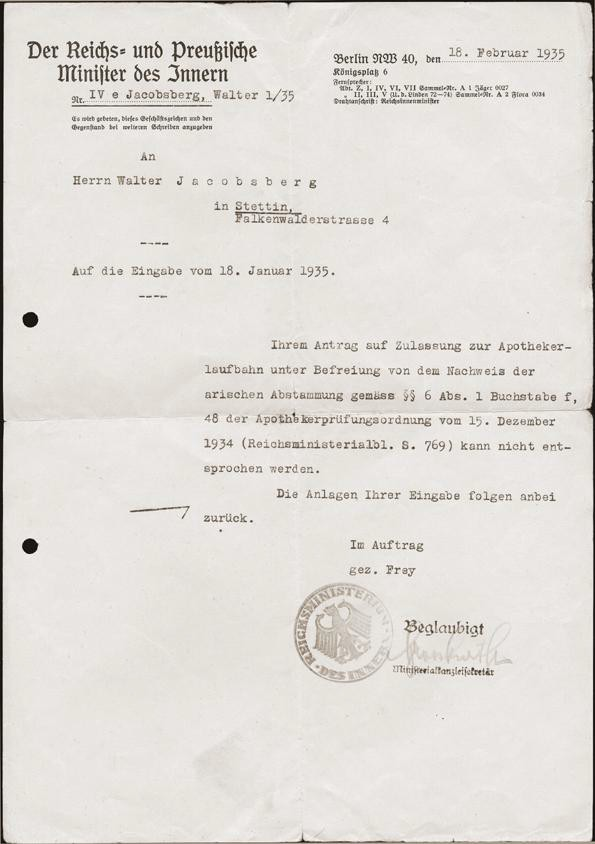 Der Reichs- und Preußische
Minister des Innern
Nr. IV e Jacobsberg, Walter 1/35
Es wird gebeten, dieses Geschäftszeichen und den
Gegenstand bei weiteren Schreiben anzugeben
Berlin NW 40, den 18. Februar 1935
Königsplatz 6
Fernsprecher:
Abt. Z, I, IV, VI, VII Sammel-Nr. A 1 Jäger 0027
„ II, III, V (U. d. Linden 72—74) Sammel-Nr. A 2 Flora 0034
Drahtanschrift: Reichsinnenminister
An
Herrn Walter J a c o b s b e r g
in Stettin,
Falkenwalderstrasse 4
----
Auf die Eingabe vom 18. Januar 1935.
----
Ihrem Antrag auf Zulassung zur Apotheker-
laufbahn unter Befreiung von dem Nachweis der
arischen Abstammung gemäss §§ 6 Abs. 1 Buchstabe f,
48 der Apothekerprüfungsordnung vom 15. Dezember
1934 (Reichsministerialbl. S. 769) kann nicht ent-
sprochen werden.
Die Anlagen Ihrer Eingabe folgen anbei
zurück.
Im Auftrag
gez. Frey
REICHSMINISTERIUM
DES INNERN
Beglaubigt
Ministerialkanzleisekretär